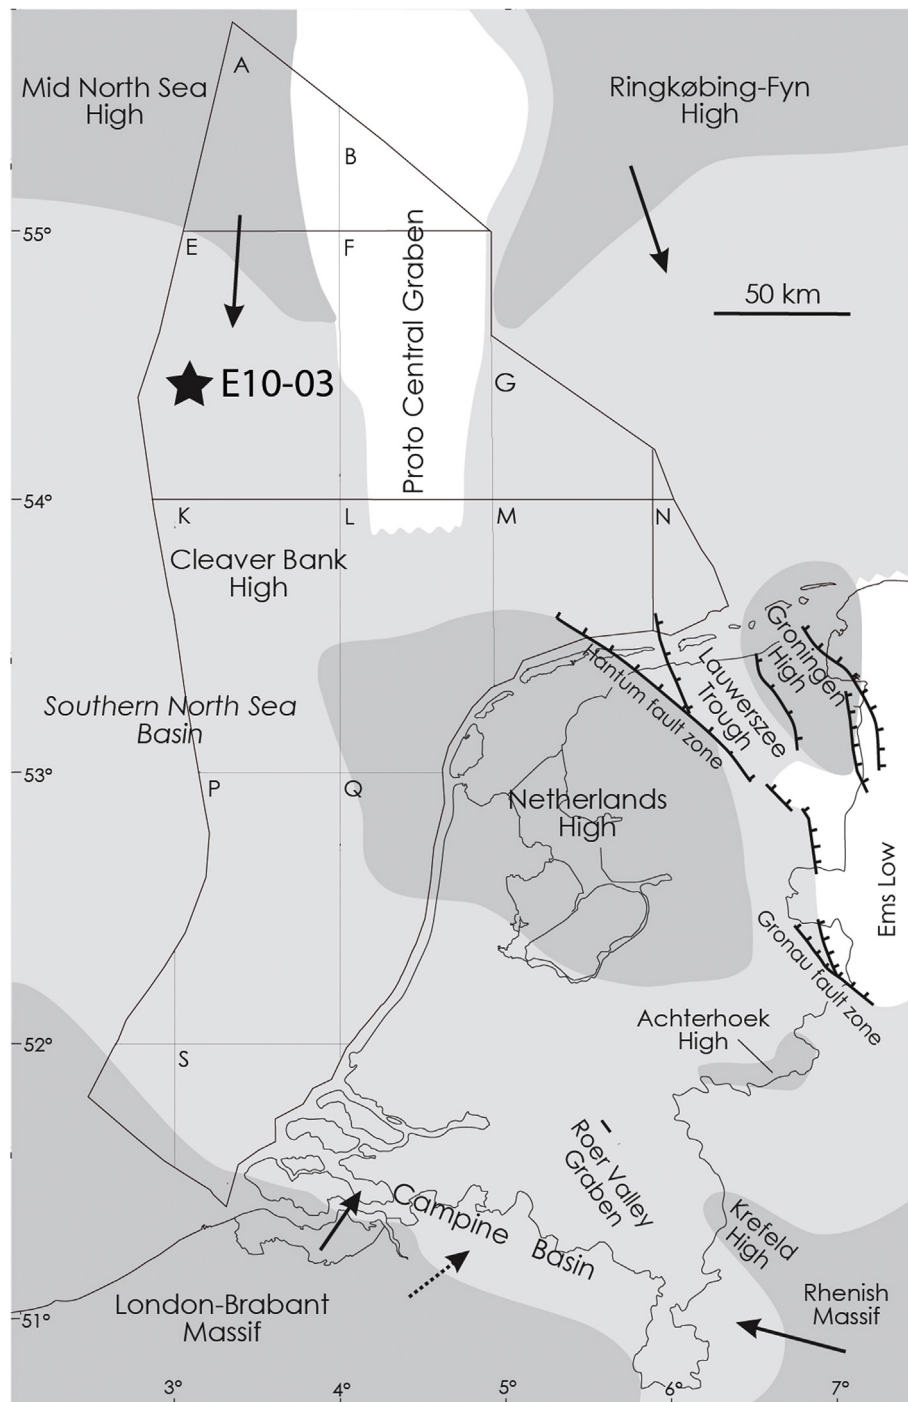 A
Mid North Sea
High
Ringkøbing-Fyn
High
B
55°
E
F
Proto Central Graben
50 km
E10-03
G
54°
K
L
M
N
Cleaver Bank
High
Groningen
High
Hantum fault zone
Lauwerszee
Trough
Southern North Sea
Basin
53°
P
Q
Netherlands
High
Ems Low
Gronau fault zone
52°
S
Achterhoek
High
Roer Valley
Graben
Campine Basin
Krefeld
High
London-Brabant
Massif
Rhenish
Massif
51°
3°
4°
5°
6°
7°